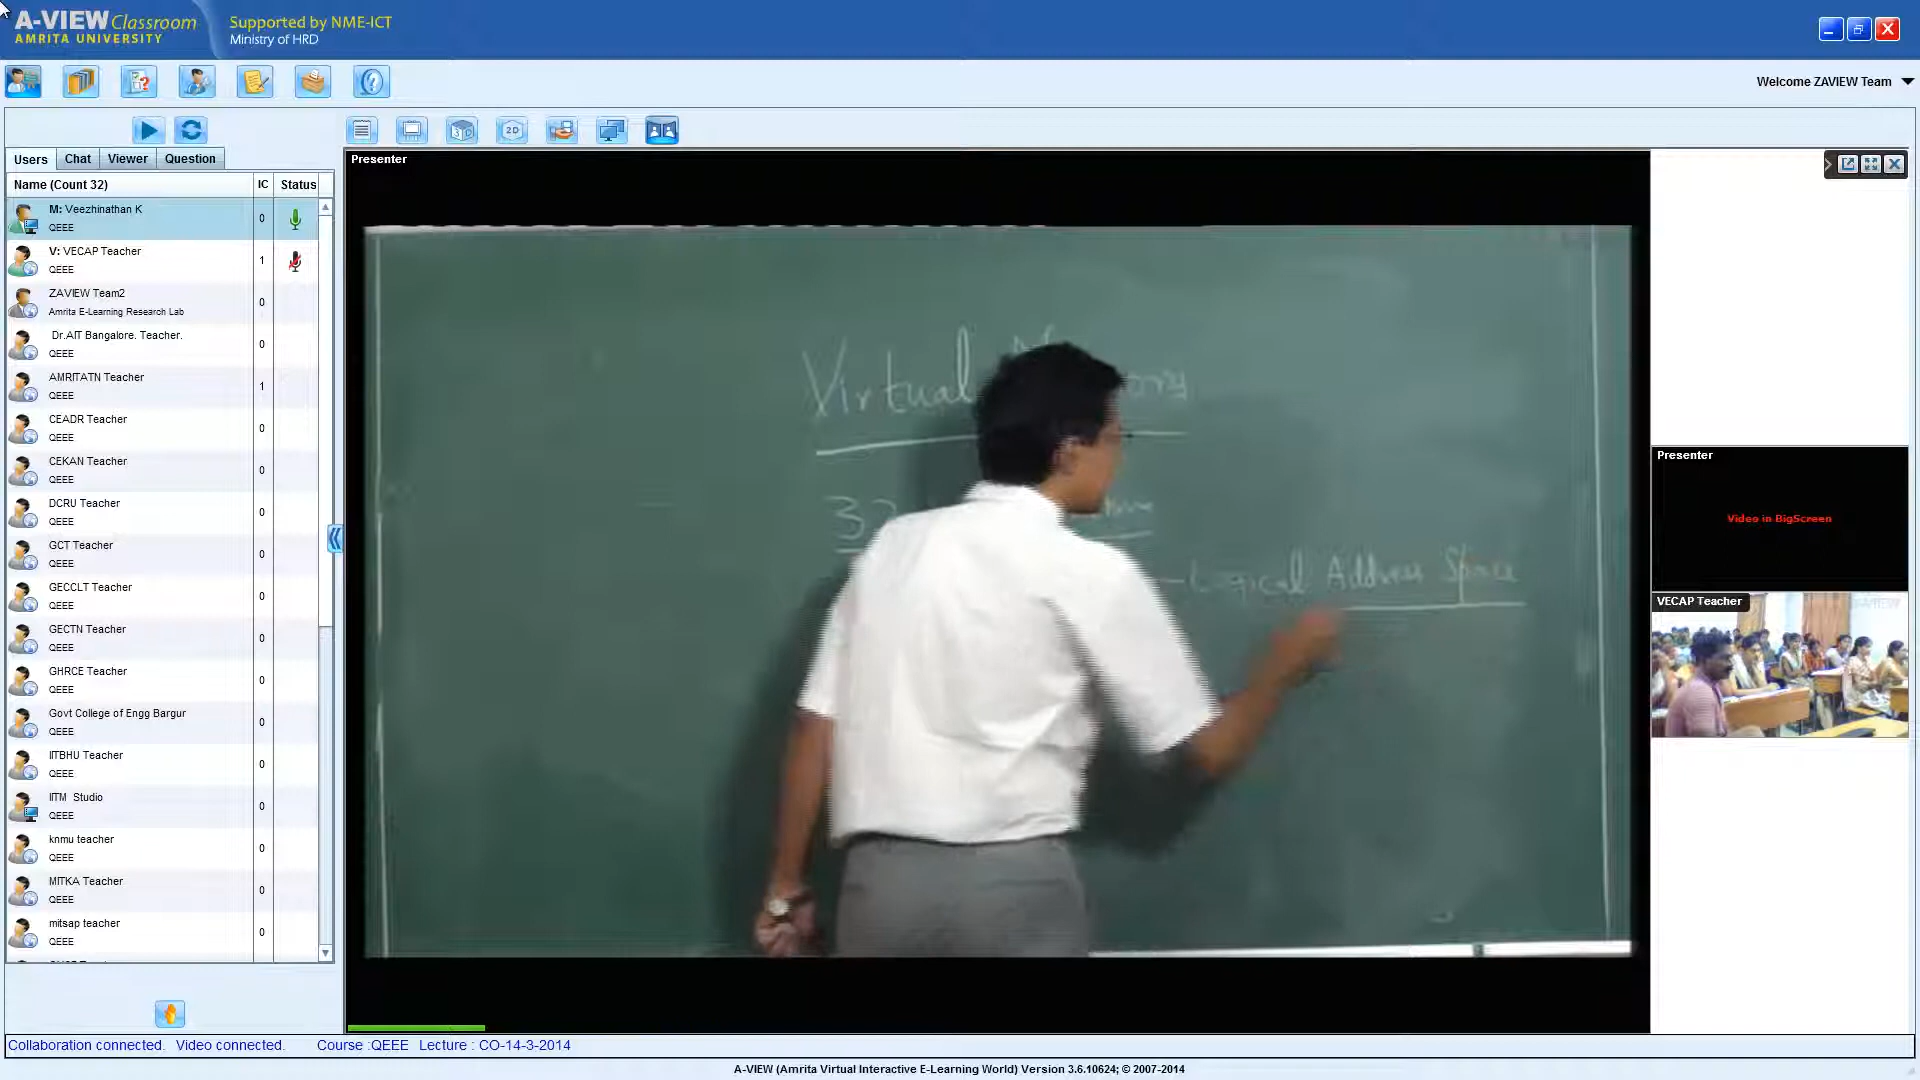 A-VIEW Classroom
AMRITA UNIVERSITY
Supported by NME-ICT
Ministry of HRD
Welcome ZAVIEW Team
Users Chat Viewer Question
Name (Count 32) IC Status
M: Veezhinathan K
QEEE
0
V: VECAP Teacher
QEEE
1
ZAVIEW Team2
Amrita E-Learning Research Lab
0
Dr.AIT Bangalore. Teacher.
QEEE
0
AMRITATN Teacher
QEEE
1
CEADR Teacher
QEEE
0
CEKAN Teacher
QEEE
0
DCRU Teacher
QEEE
0
GCT Teacher
QEEE
0
GECCLT Teacher
QEEE
0
GECTN Teacher
QEEE
0
GHRCE Teacher
QEEE
0
Govt College of Engg Bargur
QEEE
0
IITBHU Teacher
QEEE
0
IITM Studio
QEEE
0
knmu teacher
QEEE
0
MITKA Teacher
QEEE
0
mitsap teacher
QEEE
0
3D
2D
Presenter
Virtual
32
Logical Address Space
Presenter
Video in BigScreen
VECAP Teacher
Collaboration connected. Video connected. Course :QEEE Lecture : CO-14-3-2014
A-VIEW (Amrita Virtual Interactive E-Learning World) Version 3.6.10624; © 2007-2014